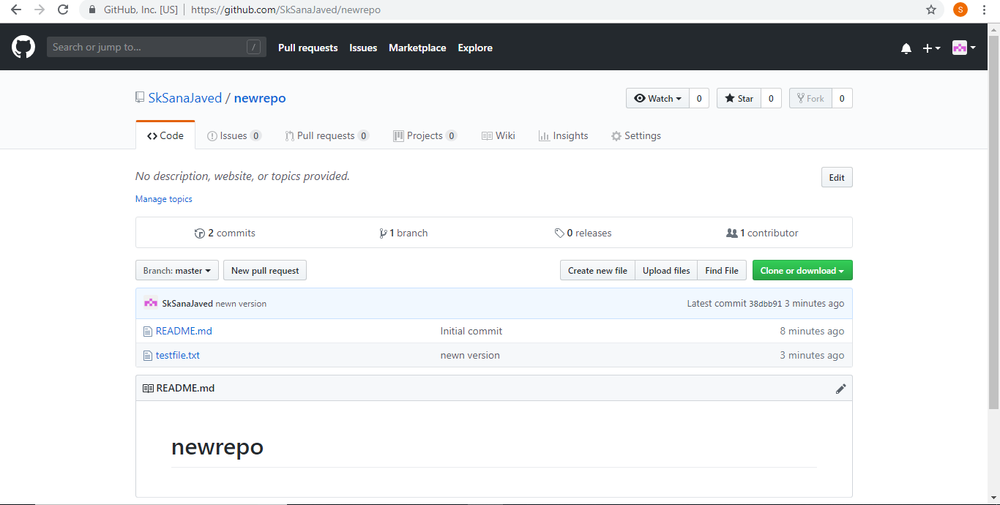 GitHub, Inc. [US] | https://github.com/SkSanaJaved/newrepo S
Search or jump to... / Pull requests Issues Marketplace Explore
SkSanaJaved / newrepo Watch 0 Star 0 Fork 0
Code Issues 0 Pull requests 0 Projects 0 Wiki Insights Settings
No description, website, or topics provided. Edit
Manage topics
2 commits 1 branch 0 releases 1 contributor
Branch: master New pull request Create new file Upload files Find File Clone or download
SkSanaJaved newn version Latest commit 38dbb91 3 minutes ago
README.md Initial commit 8 minutes ago
testfile.txt newn version 3 minutes ago
README.md
newrepo